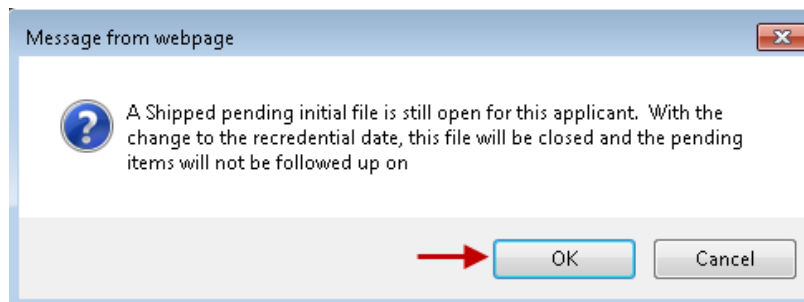 Message from webpage
A Shipped pending initial file is still open for this applicant.  With the
change to the recredential date, this file will be closed and the pending
items will not be followed up on
OK
Cancel